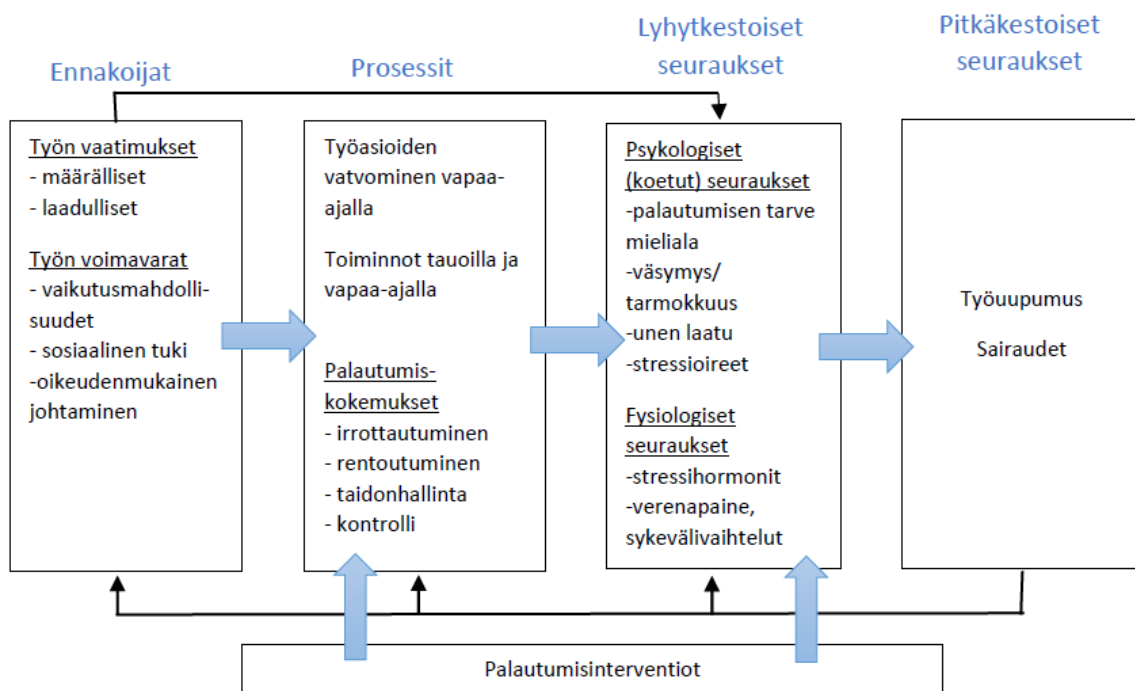 Ennakoijat
Prosessit
Lyhytkestoiset
seuraukset
Pitkäkestoiset
seuraukset
Työn vaatimukset
- määrälliset
- laadulliset
Työn voimavarat
- vaikutusmahdolli-
suudet
- sosiaalinen tuki
-oikeudenmukainen
johtaminen
Työasioiden
vatvominen vapaa-
ajalla
Toiminnot tauoilla ja
vapaa-ajalla
Palautumis-
kokemukset
- irrottautuminen
- rentoutuminen
- taidonhallinta
- kontrolli
Psykologiset
(koetut) seuraukset
-palautumisen tarve
mieliala
-väsymys/
tarmokkuus
-unen laatu
-stressioireet
Fysiologiset
seuraukset
-stressihormonit
-verenapaine,
sykevälivaihtelut
Työuupumus
Sairaudet
Palautumisinterventiot